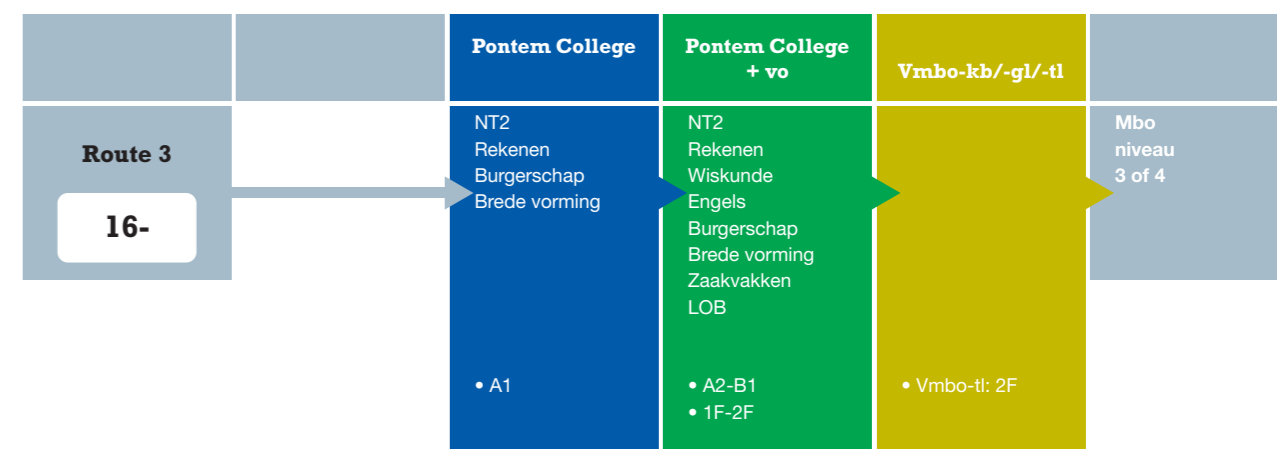 Pontem College
Pontem College
+ vo
Vmbo-kb/-gl/-tl
Route 3
16-
NT2
Rekenen
Burgerschap
Brede vorming
• A1
NT2
Rekenen
Wiskunde
Engels
Burgerschap
Brede vorming
Zaakvakken
LOB
• A2-B1
• 1F-2F
• Vmbo-tl: 2F
Mbo
niveau
3 of 4